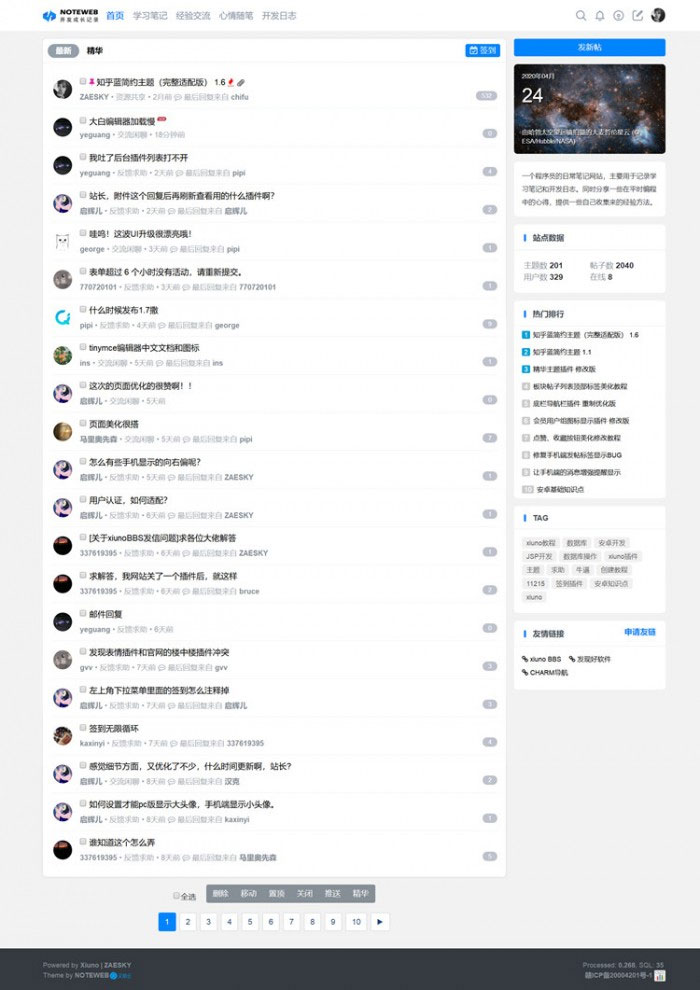 NOTEWEB
首页 学习笔记 经验交流 心情随笔 开发日志
最新 精华 签到
知乎蓝简约主题（完整适配版） 1.6
ZAESKY • 资源共享 • 2月前 最后回复来自 chifu 532
大白编辑器加载慢
yeguang • 交流闲聊 • 18分钟前 0
我吐了后台插件列表打不开
yeguang • 反馈求助 • 2天前 最后回复来自 pipi 4
站长，附件这个回复后再刷新查看用的什么插件啊？
启辉儿 • 反馈求助 • 2天前 最后回复来自 启辉儿 2
哇呜！这波UI升级很漂亮哦！
george • 交流闲聊 • 3天前 最后回复来自 pipi 1
表单超过 6 个小时没有活动，请重新提交。
770720101 • 反馈求助 • 3天前 最后回复来自 770720101 1
什么时候发布1.7撒
pipi • 反馈求助 • 4天前 最后回复来自 george 9
tinymce编辑器中文文档和图标
ins • 交流闲聊 • 5天前 最后回复来自 ins 1
这次的页面优化的很赞啊！！
启辉儿 • 交流闲聊 • 5天前 0
页面美化很搭
马里奥先森 • 交流闲聊 • 5天前 最后回复来自 pipi 7
怎么有些手机显示的向右偏呢？
启辉儿 • 反馈求助 • 5天前 最后回复来自 ZAESKY 1
用户认证，如何适配？
启辉儿 • 反馈求助 • 6天前 最后回复来自 ZAESKY 1
[关于xiunoBBS发信问题]求各位大佬解答
337619395 • 反馈求助 • 6天前 最后回复来自 ZAESKY 1
求解答，我网站关了一个插件后，就这样
337619395 • 反馈求助 • 6天前 最后回复来自 bruce 2
邮件回复
yeguang • 反馈求助 • 6天前 0
发现表情插件和官网的楼中楼插件冲突
gvv • 反馈求助 • 7天前 最后回复来自 gvv 3
左上角下拉菜单里面的签到怎么注释掉
启辉儿 • 反馈求助 • 7天前 最后回复来自 启辉儿 3
签到无限循环
kaxinyi • 反馈求助 • 7天前 最后回复来自 337619395 4
感觉细节方面，又优化了不少，什么时间更新啊，站长？
启辉儿 • 交流闲聊 • 8天前 最后回复来自 汉克 2
如何设置才能pc版显示大头像，手机端显示小头像。
启辉儿 • 反馈求助 • 8天前 最后回复来自 kaxinyi 1
谁知道这个怎么弄
337619395 • 反馈求助 • 8天前 最后回复来自 马里奥先森 5
全选 删除 移动 置顶 关闭 推送 精华
1 2 3 4 5 6 7 8 9 10 ▶
发新帖
2020年04月
24
ESA/Hubble/NASA)
一个程序员的日常笔记网站，主要用于记录学
习笔记和开发日志。同时分享一些在平时编程
中的心得、提供一些自己收集来的经验方法。
站点数据
主题数 201 帖子数 2040
用户数 329 在线 8
热门排行
1 知乎蓝简约主题（完整适配版） 1.6
2 知乎蓝简约主题 1.1
3 精华主题插件 修改版
4 板块帖子列表顶部标签美化教程
5 底栏导航栏插件 重制优化版
6 会员用户组图标显示插件 修改版
7 点赞、收藏按钮美化修改教程
8 修复手机端发帖标签显示BUG
9 让手机端的消息增强提醒显示
10 安卓基础知识点
TAG
xiuno教程 数据库 安卓开发
JSP开发 数据库操作 xiuno插件
主题 求助 牛逼 创建教程
11215 签到插件 安卓知识点
xiuno
友情链接 申请友链
xiuno BBS 发现好软件
CHARM导航
Powered by Xiuno | ZAESKY
Theme by NOTEWEB
Processed: 0.266, SQL: 35
赣ICP备20004201号-1